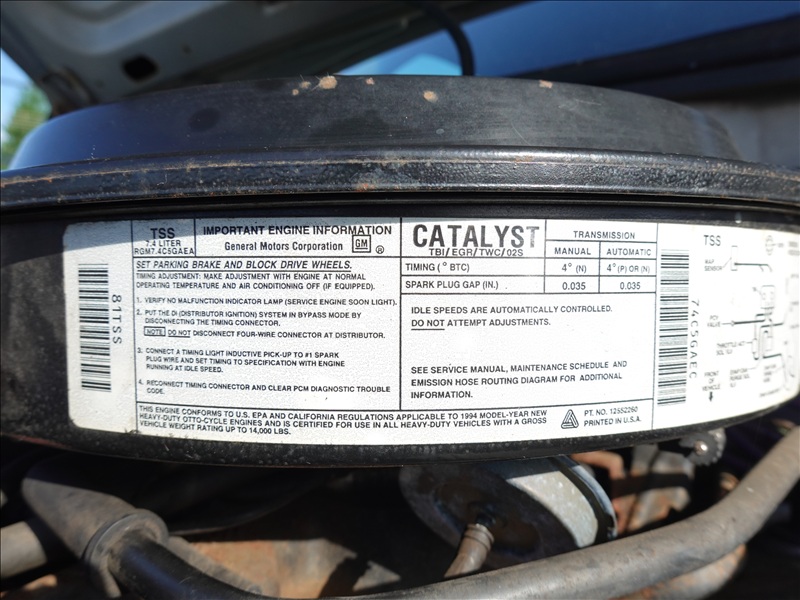 TSS
7.4 LITER
RGM7.4C5GAEA
IMPORTANT ENGINE INFORMATION
General Motors Corporation GM ®
SET PARKING BRAKE AND BLOCK DRIVE WHEELS.
TIMING ADJUSTMENT: MAKE ADJUSTMENT WITH ENGINE AT NORMAL
OPERATING TEMPERATURE AND AIR CONDITIONING OFF (IF EQUIPPED).
1. VERIFY NO MALFUNCTION INDICATOR LAMP (SERVICE ENGINE SOON LIGHT).
2. PUT THE DI (DISTRIBUTOR IGNITION) SYSTEM IN BYPASS MODE BY
DISCONNECTING THE TIMING CONNECTOR.
NOTE DO NOT DISCONNECT FOUR-WIRE CONNECTOR AT DISTRIBUTOR.
3. CONNECT A TIMING LIGHT INDUCTIVE PICK-UP TO #1 SPARK
PLUG WIRE AND SET TIMING TO SPECIFICATION WITH ENGINE
RUNNING AT IDLE SPEED.
4. RECONNECT TIMING CONNECTOR AND CLEAR PCM DIAGNOSTIC TROUBLE
CODE.
CATALYST
TBI/EGR/TWC/02S
TRANSMISSION
MANUAL AUTOMATIC
TIMING (° BTC) 4° (N) 4° (P) OR (N)
SPARK PLUG GAP (IN.) 0.035 0.035
IDLE SPEEDS ARE AUTOMATICALLY CONTROLLED.
DO NOT ATTEMPT ADJUSTMENTS.
SEE SERVICE MANUAL, MAINTENANCE SCHEDULE AND
EMISSION HOSE ROUTING DIAGRAM FOR ADDITIONAL
INFORMATION.
THIS ENGINE CONFORMS TO U.S. EPA AND CALIFORNIA REGULATIONS APPLICABLE TO 1994 MODEL-YEAR NEW
HEAVY-DUTY OTTO-CYCLE ENGINES AND IS CERTIFIED FOR USE IN ALL HEAVY-DUTY VEHICLES WITH A GROSS
VEHICLE WEIGHT RATING UP TO 14,000 LBS.
PT. NO. 12552260
PRINTED IN U.S.A.
81TSS
74C5GAEC
TSS
MAP
SENSOR
PCV
VALVE
FRONT
OF
VEHICLE